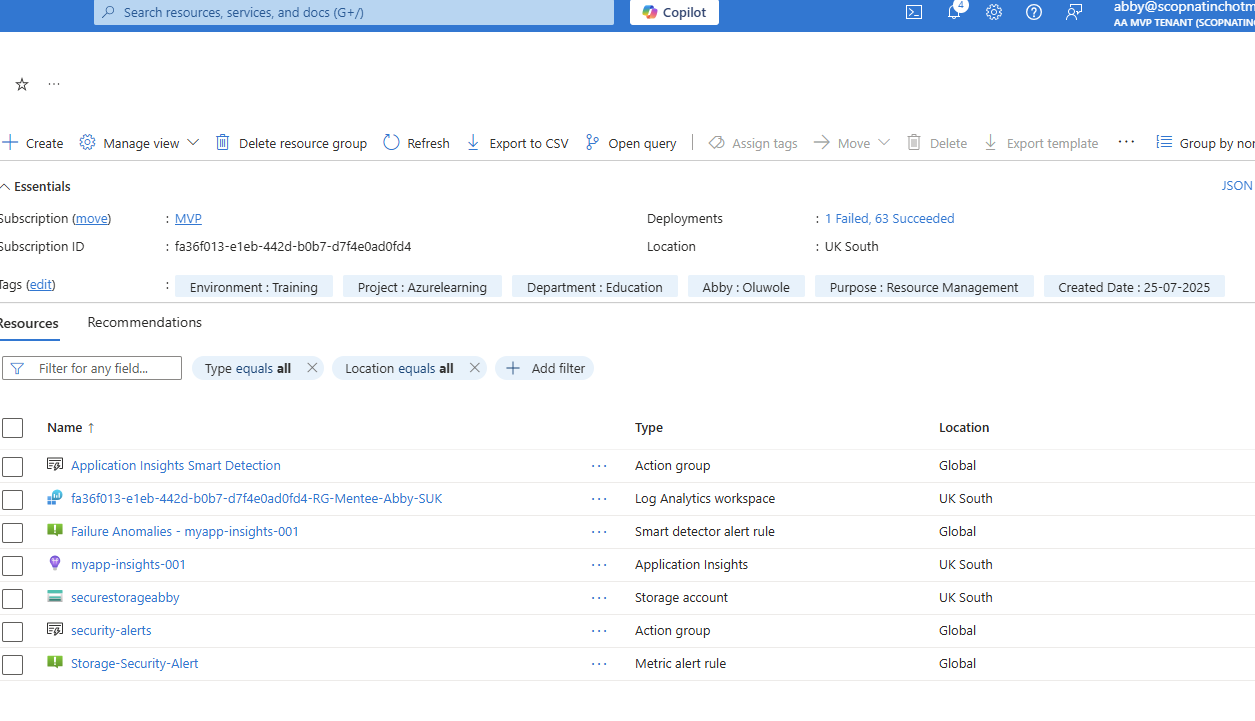 Search resources, services, and docs (G+/)
Copilot
4
abby@scopnatinchotm
AA MVP TENANT (SCOPNATINC
Create Manage view Delete resource group Refresh Export to CSV Open query Assign tags Move Delete Export template Group by no
Essentials JSON
Subscription (move) : MVP Deployments : 1 Failed, 63 Succeeded
Subscription ID : fa36f013-e1eb-442d-b0b7-d7f4e0ad0fd4 Location : UK South
Tags (edit) : Environment : Training Project : Azurelearning Department : Education Abby : Oluwole Purpose : Resource Management Created Date : 25-07-2025
Resources Recommendations
Filter for any field... Type equals all Location equals all Add filter
Name ↑ Type Location
Application Insights Smart Detection ... Action group Global
fa36f013-e1eb-442d-b0b7-d7f4e0ad0fd4-RG-Mentee-Abby-SUK ... Log Analytics workspace UK South
Failure Anomalies - myapp-insights-001 ... Smart detector alert rule Global
myapp-insights-001 ... Application Insights UK South
securestorageabby ... Storage account UK South
security-alerts ... Action group Global
Storage-Security-Alert ... Metric alert rule Global